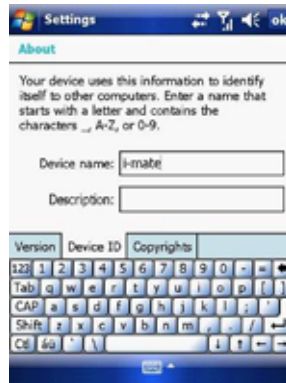 Settings
ok
About
Your device uses this information to identify
itself to other computers. Enter a name that
starts with a letter and contains the
characters _, A-Z, or 0-9.
Device name: i-mate
Description:
Version Device ID Copyrights
123 1 2 3 4 5 6 7 8 9 0 - =
Tab q w e r t y u i o p [ ]
CAP a s d f g h j k l ; '
Shift z x c v b n m , . /
Ctl áü ` \